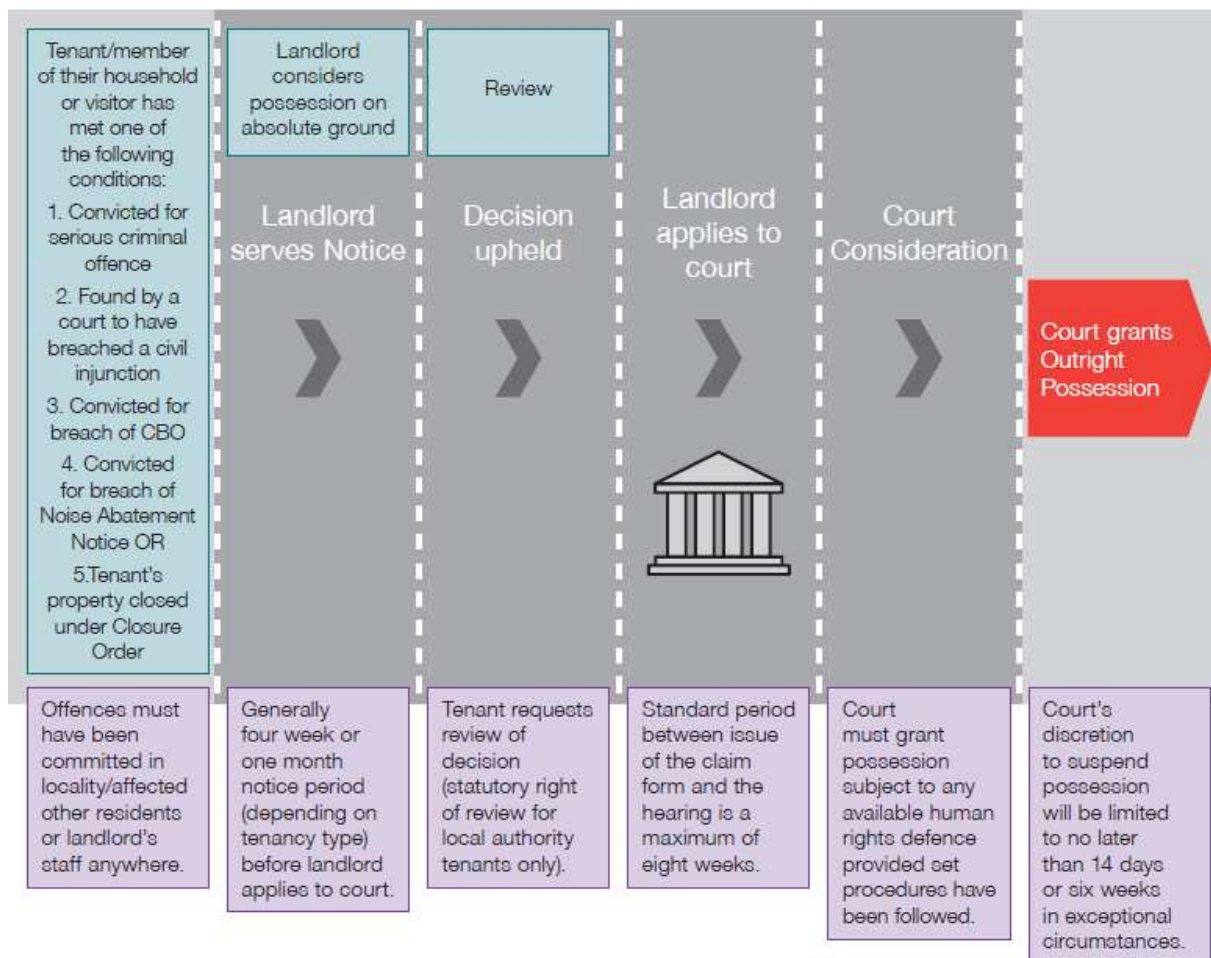 Tenant/member
of their household
or visitor has
met one of
the following
conditions:
1. Convicted for
serious criminal
offence
2. Found by a
court to have
breached a civil
injunction
3. Convicted for
breach of CBO
4. Convicted
for breach of
Noise Abatement
Notice OR
5.Tenant's
property closed
under Closure
Order
Offences must
have been
committed in
locality/affected
other residents
or landlord's
staff anywhere.
Landlord
considers
possession on
absolute ground
Landlord
serves Notice
Generally
four week or
one month
notice period
(depending on
tenancy type)
before landlord
applies to court.
Review
Decision
upheld
Tenant requests
review of
decision
(statutory right
of review for
local authority
tenants only).
Landlord
applies to
court
Standard period
between issue
of the claim
form and the
hearing is a
maximum of
eight weeks.
Court
Consideration
Court
must grant
possession
subject to any
available human
rights defence
provided set
procedures have
been followed.
Court grants
Outright
Possession
Court's
discretion
to suspend
possession
will be limited
to no later
than 14 days
or six weeks
in exceptional
circumstances.